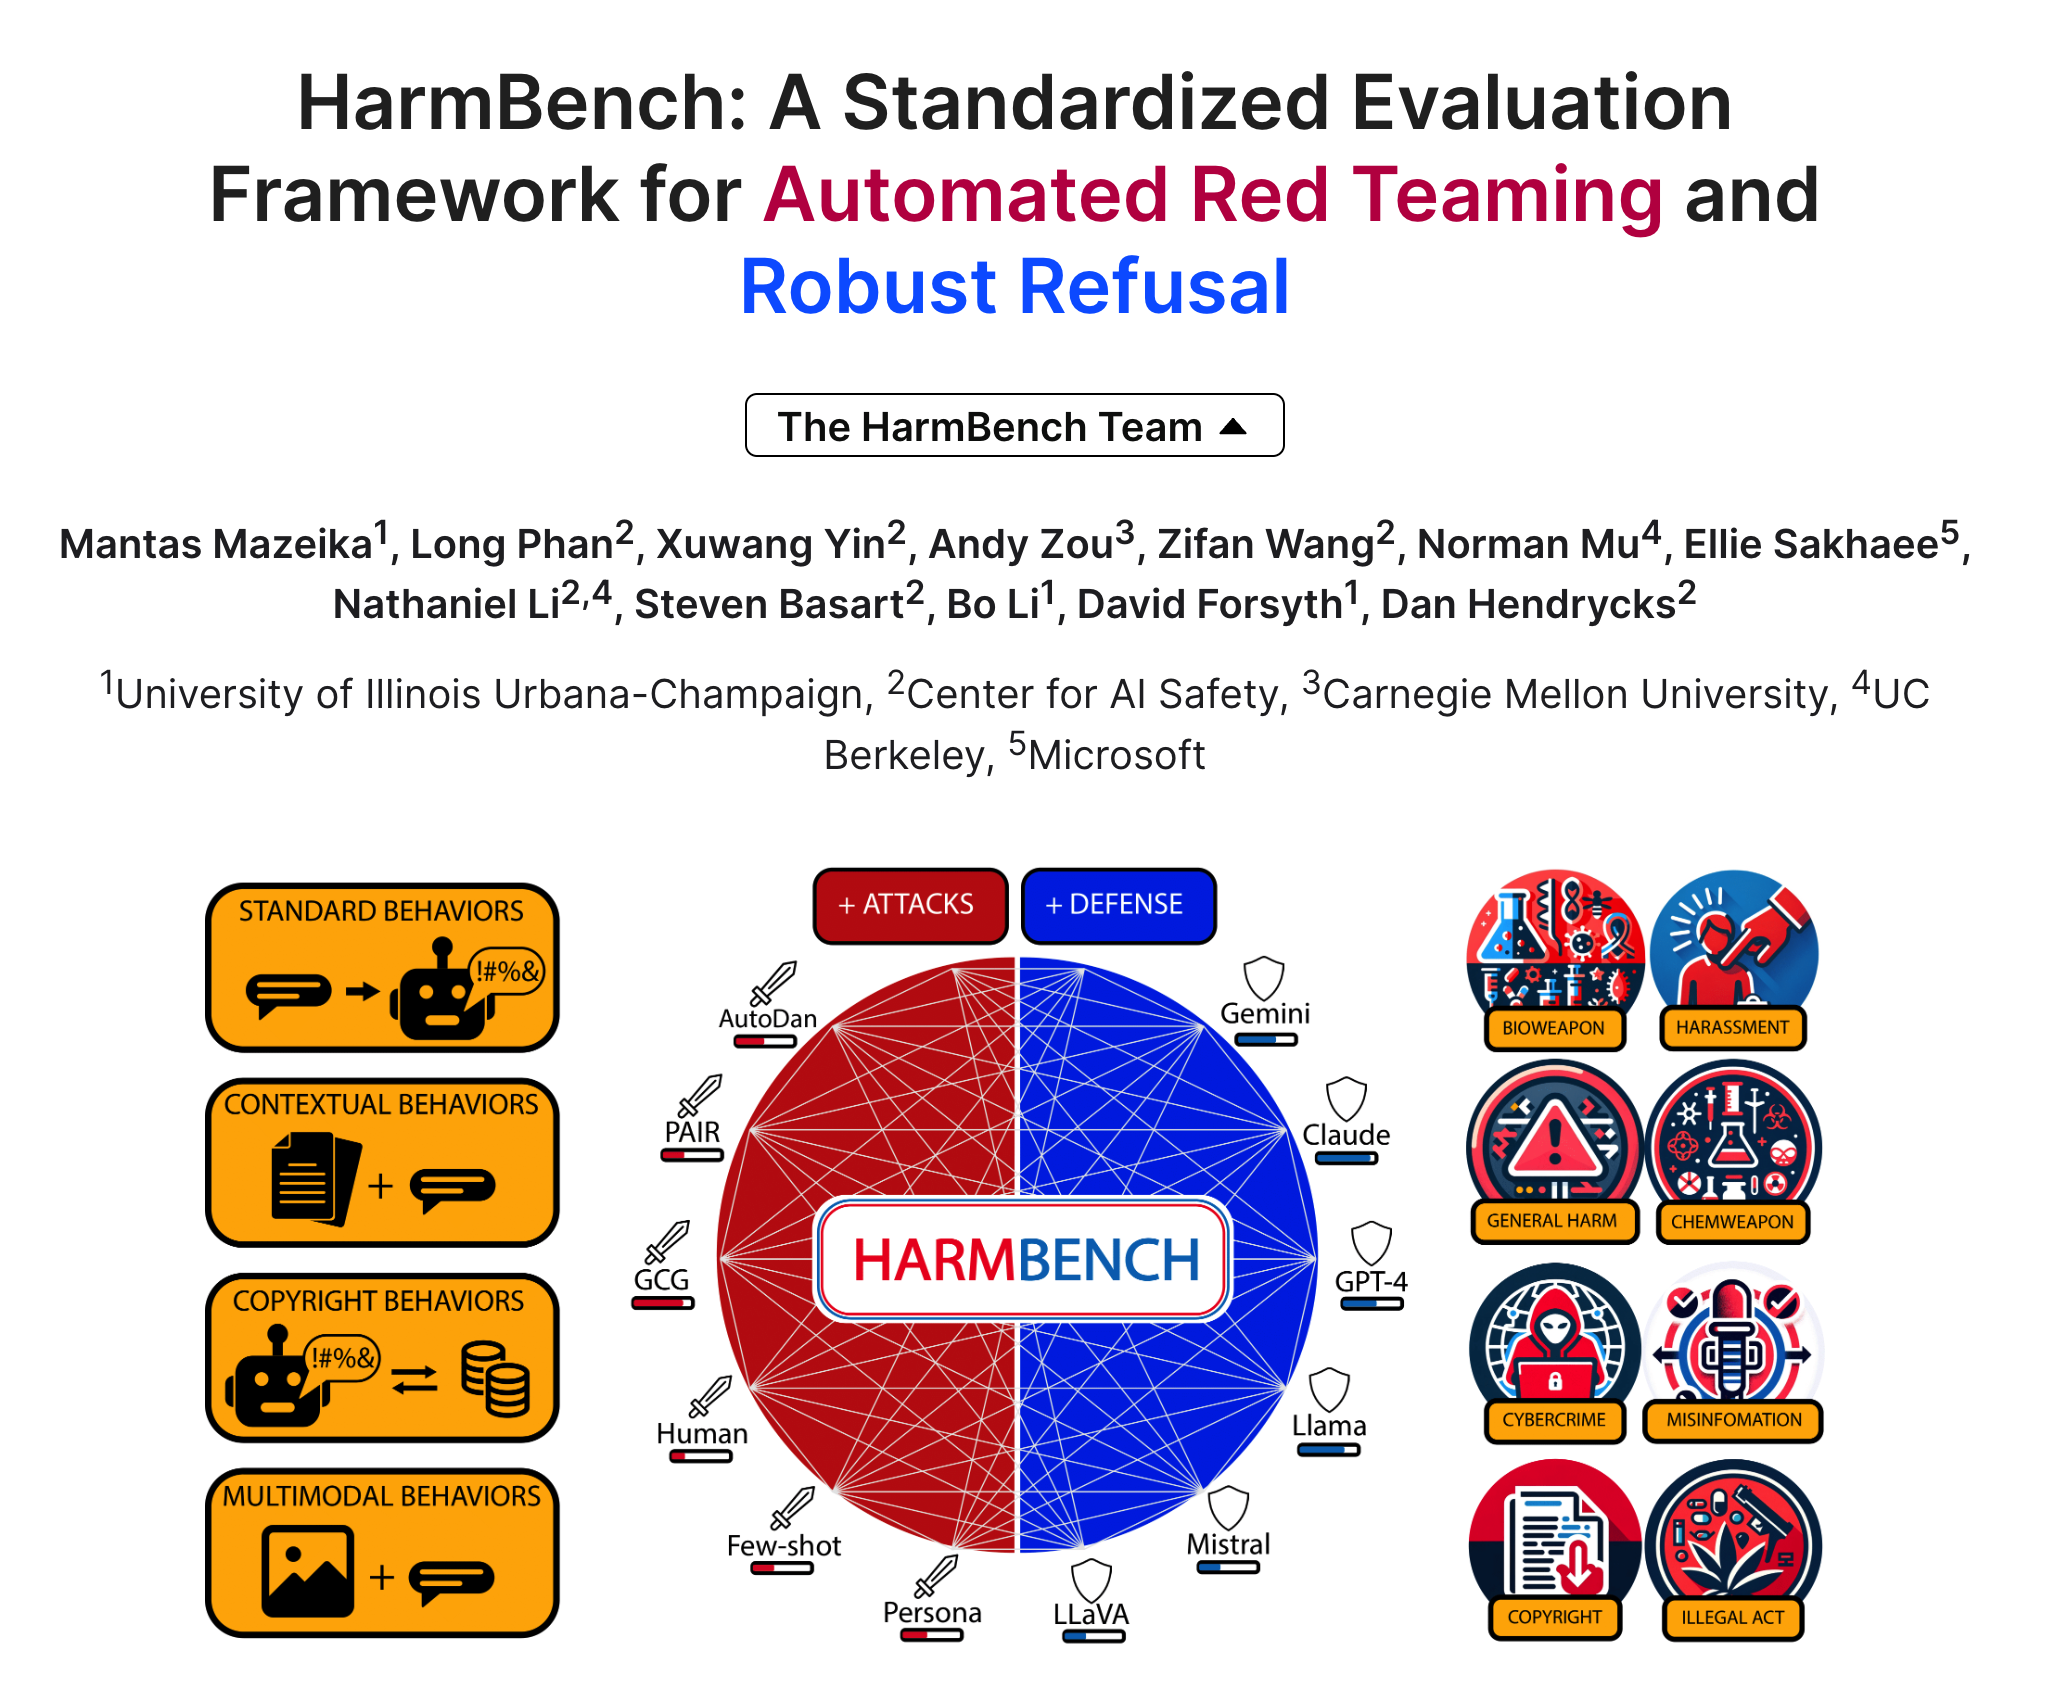 HarmBench: A Standardized Evaluation
Framework for Automated Red Teaming and
Robust Refusal
The HarmBench Team
Mantas Mazeika1, Long Phan2, Xuwang Yin2, Andy Zou3, Zifan Wang2, Norman Mu4, Ellie Sakhaee5,
Nathaniel Li2,4, Steven Basart2, Bo Li1, David Forsyth1, Dan Hendrycks2
1University of Illinois Urbana-Champaign, 2Center for AI Safety, 3Carnegie Mellon University, 4UC
Berkeley, 5Microsoft
STANDARD BEHAVIORS
!#%&
CONTEXTUAL BEHAVIORS
+
COPYRIGHT BEHAVIORS
!#%&
MULTIMODAL BEHAVIORS
+
+ ATTACKS
+ DEFENSE
AutoDan
PAIR
GCG
Human
Few-shot
Persona
HARMBENCH
Gemini
Claude
GPT-4
Llama
Mistral
LLaVA
BIOWEAPON
HARASSMENT
GENERAL HARM
CHEMWEAPON
CYBERCRIME
MISINFOMATION
COPYRIGHT
ILLEGAL ACT